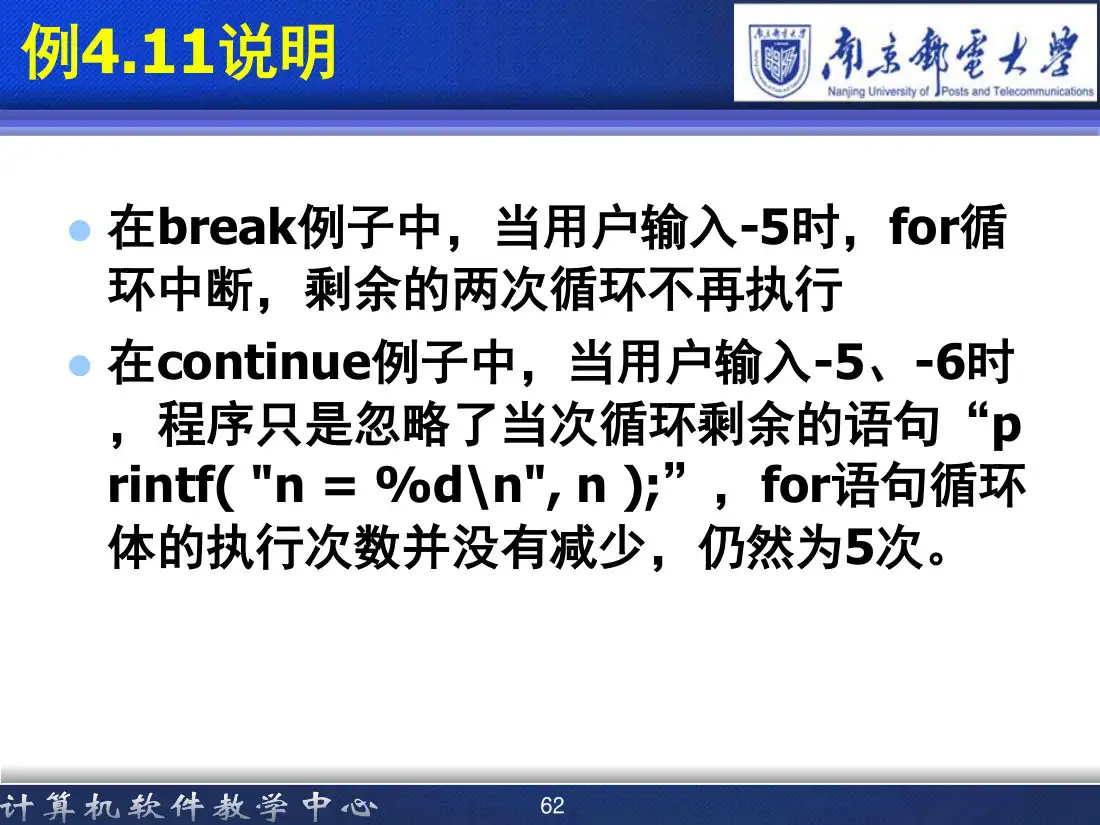 例4.11说明
南京邮电大学
Nanjing University of Posts and Telecommunications
在break例子中，当用户输入-5时，for循
环中断，剩余的两次循环不再执行
在continue例子中，当用户输入-5、-6时
，程序只是忽略了当次循环剩余的语句“p
rintf( "n = %d\n", n );”，for语句循环
体的执行次数并没有减少，仍然为5次。
计算机软件教学中心
62